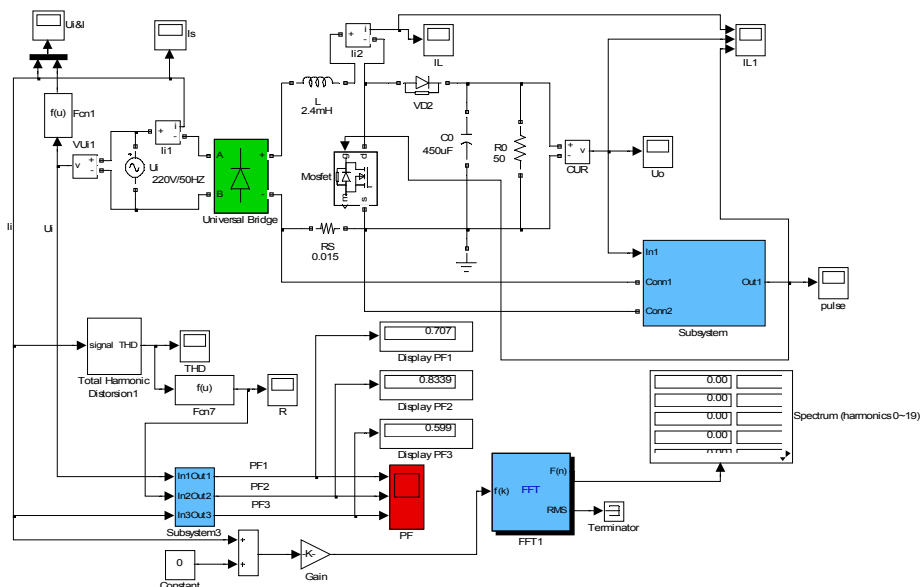 Ui&I
Is
Ii2
IL
IL1
f(u)
Fcn1
L
2.4mH
VD2
C0
450uF
R0
50
v
CUR
Uo
VUi1
v
Ii1
Ui
220V/50HZ
A
B
Universal Bridge
Mosfet
g
d
m
s
RS
0.015
Ii
Ui
In1
Conn1
Out1
Conn2
Subsystem
pulse
0.707
Display PF1
signal THD
THD
Total Harmonic
Distorsion1
f(u)
Fcn7
R
0.8339
Display PF2
0.599
Display PF3
0.00
0.00
0.00
0.00
Spectrum (harmonics 0~19)
In1Out1
In2Out2
In3Out3
Subsystem3
PF1
PF2
PF3
PF
f(k)
FFT
F(n)
RMS
FFT1
Terminator
0
Constant
-K-
Gain